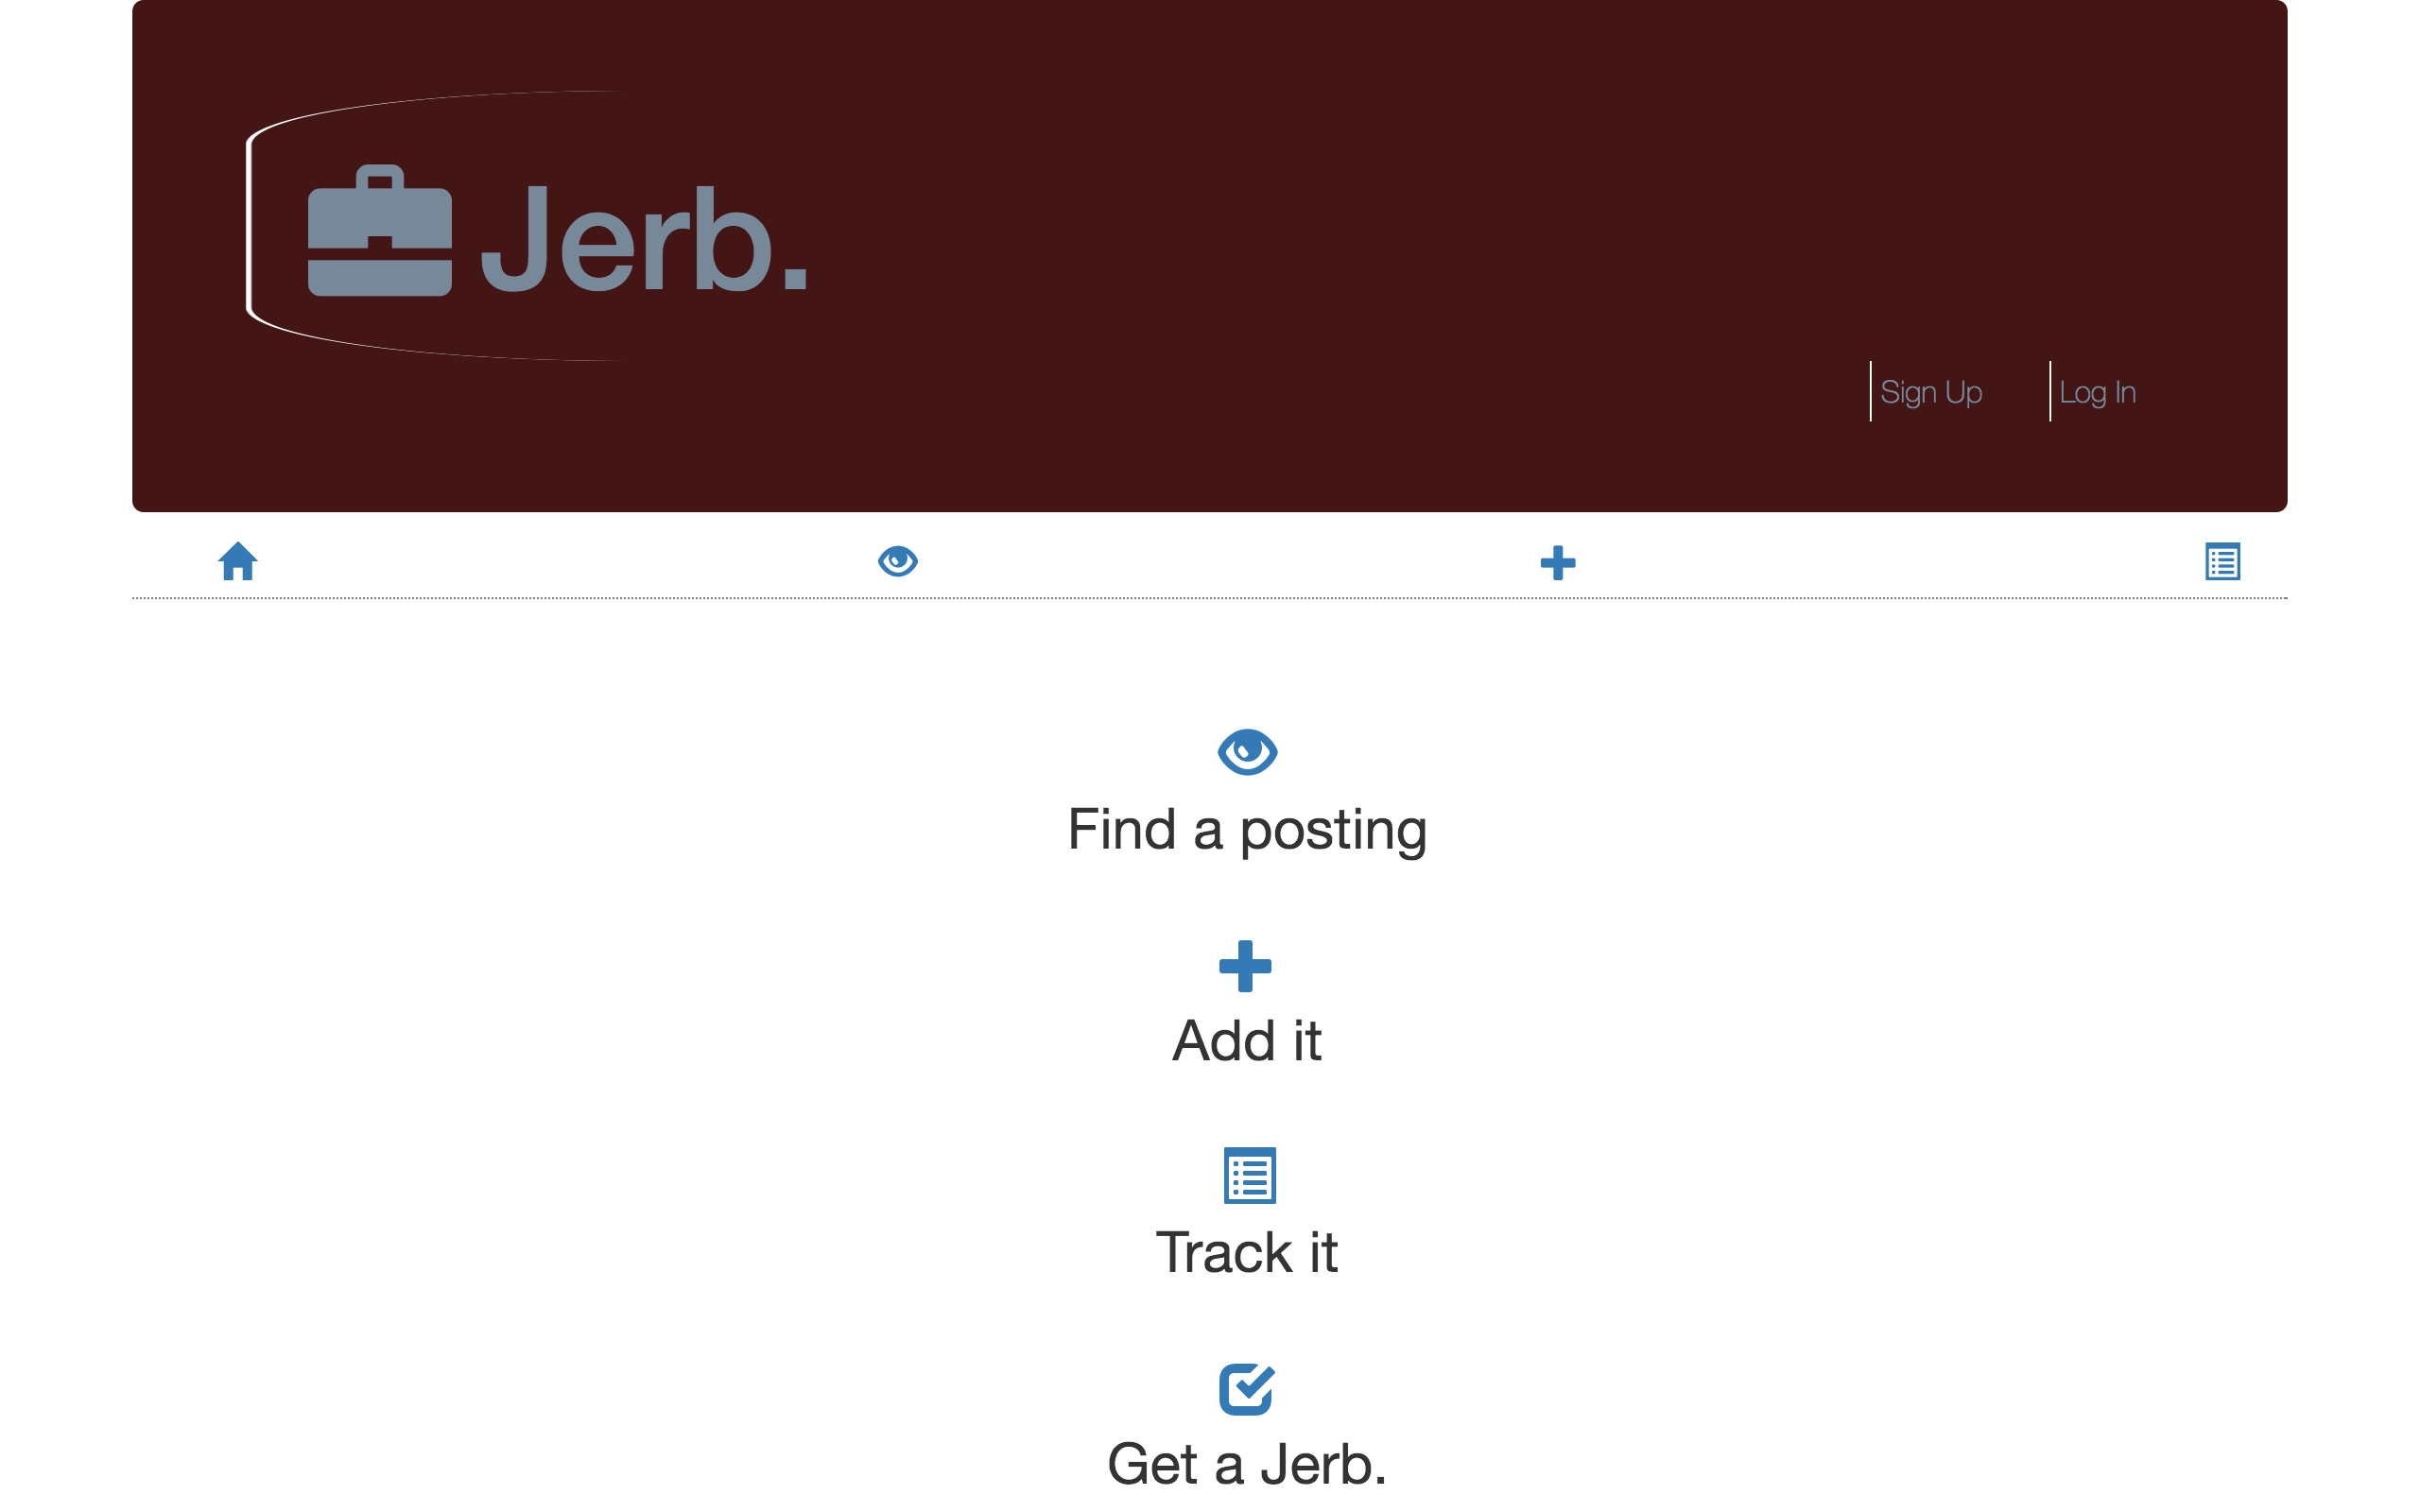 Jerb.
Sign Up
Log In
Find a posting
Add it
Track it
Get a Jerb.